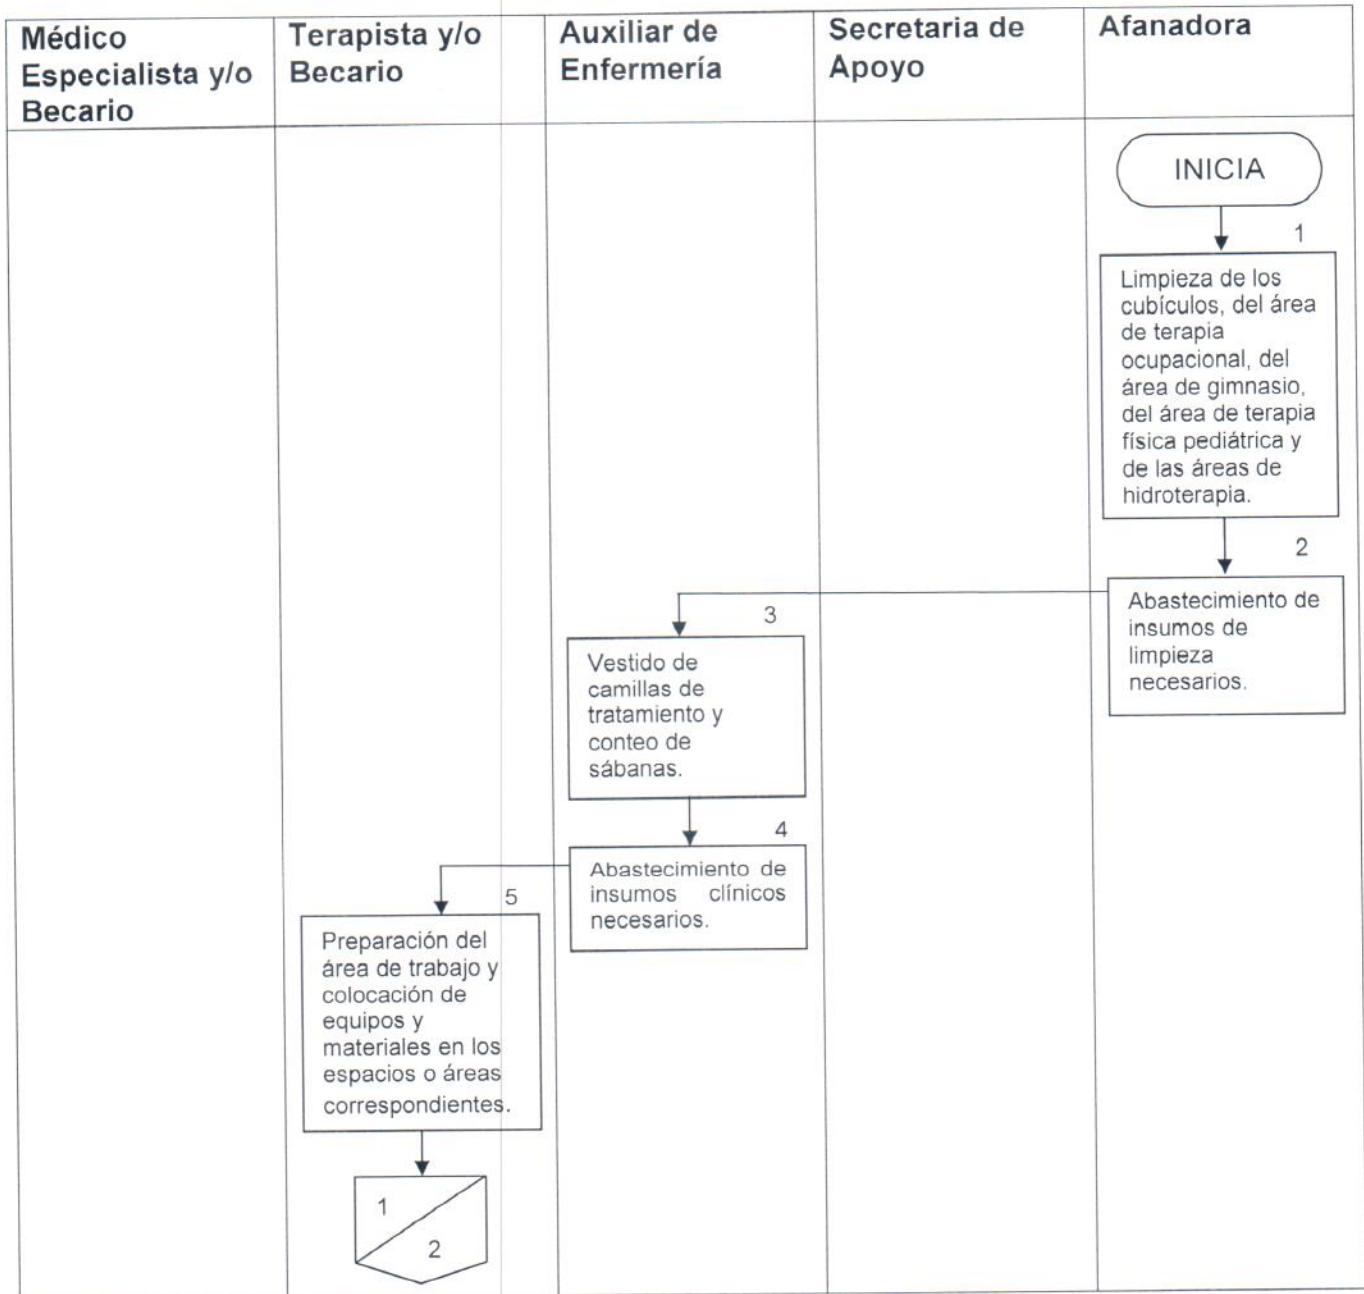 Médico
Especialista y/o
Becario
Terapista y/o
Becario
Auxiliar de
Enfermería
Secretaria de
Apoyo
Afanadora
INICIA
1
Limpieza de los
cubículos, del área
de terapia
ocupacional, del
área de gimnasio,
del área de terapia
física pediátrica y
de las áreas de
hidroterapia.
2
Abastecimiento de
insumos de
limpieza
necesarios.
3
Vestido de
camillas de
tratamiento y
conteo de
sábanas.
4
Abastecimiento de
insumos clínicos
necesarios.
5
Preparación del
área de trabajo y
colocación de
equipos y
materiales en los
espacios o áreas
correspondientes.
1
2